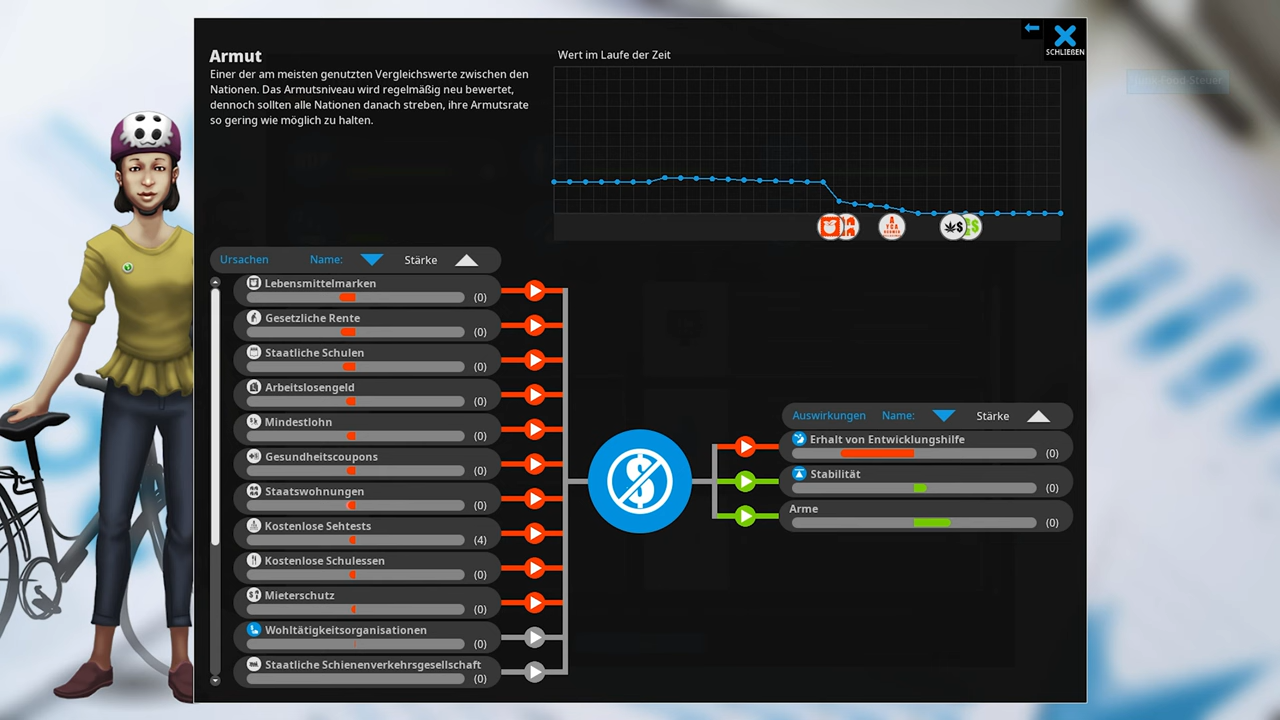 SCHLIEẞEN
Armut
Wert im Laufe der Zeit
Einer der am meisten genutzten Vergleichswerte zwischen den
Nationen. Das Armutsniveau wird regelmäßig neu bewertet,
dennoch sollten alle Nationen danach streben, ihre Armutsrate
so gering wie möglich zu halten.
Ursachen Name: Stärke
Lebensmittelmarken
(0)
Gesetzliche Rente
(0)
Staatliche Schulen
(0)
Arbeitslosengeld
(0)
Mindestlohn
(0)
Gesundheitscoupons
(0)
Staatswohnungen
(0)
Kostenlose Sehtests
(4)
Kostenlose Schulessen
(0)
Mieterschutz
(0)
Wohltätigkeitsorganisationen
(0)
Staatliche Schienenverkehrsgesellschaft
(0)
Auswirkungen Name: Stärke
Erhalt von Entwicklungshilfe
(0)
Stabilität
(0)
Arme
(0)